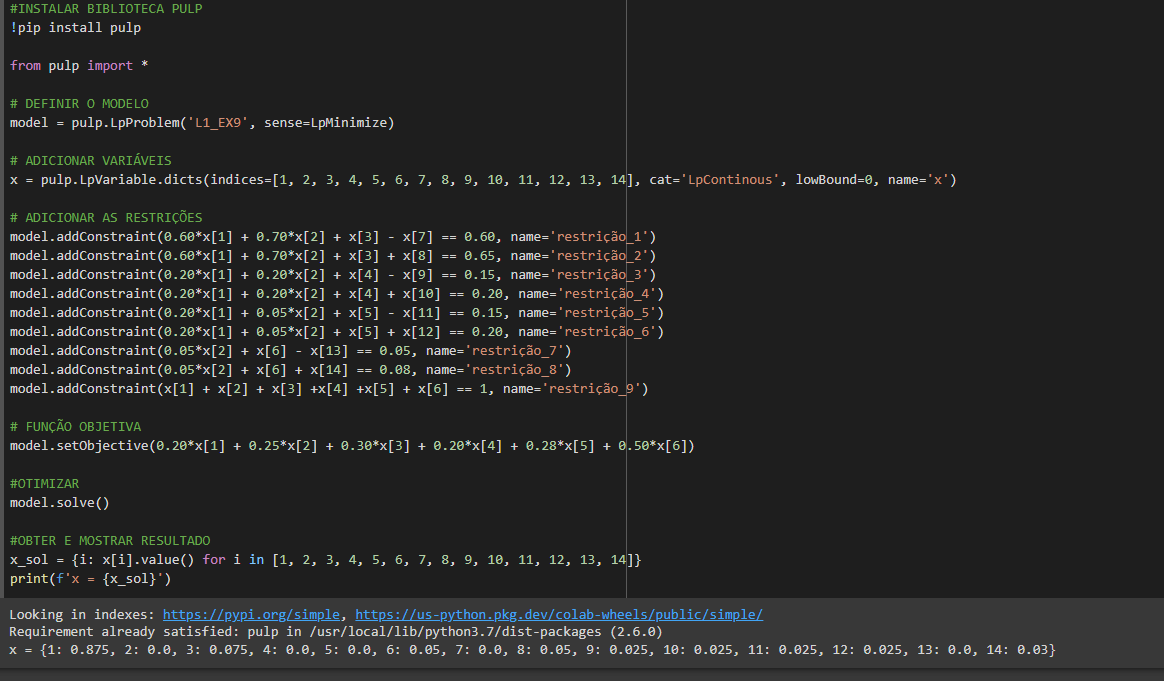 #INSTALAR BIBLIOTECA PULP
!pip install pulp
from pulp import *
# DEFINIR O MODELO
model = pulp.LpProblem('L1_EX9', sense=LpMinimize)
# ADICIONAR VARIÁVEIS
x = pulp.LpVariable.dicts(indices=[1, 2, 3, 4, 5, 6, 7, 8, 9, 10, 11, 12, 13, 14], cat='LpContinous', lowBound=0, name='x')
# ADICIONAR AS RESTRIÇÕES
model.addConstraint(0.60*x[1] + 0.70*x[2] + x[3] - x[7] == 0.60, name='restrição_1')
model.addConstraint(0.60*x[1] + 0.70*x[2] + x[3] + x[8] == 0.65, name='restrição_2')
model.addConstraint(0.20*x[1] + 0.20*x[2] + x[4] - x[9] == 0.15, name='restrição_3')
model.addConstraint(0.20*x[1] + 0.20*x[2] + x[4] + x[10] == 0.20, name='restrição_4')
model.addConstraint(0.20*x[1] + 0.05*x[2] + x[5] - x[11] == 0.15, name='restrição_5')
model.addConstraint(0.20*x[1] + 0.05*x[2] + x[5] + x[12] == 0.20, name='restrição_6')
model.addConstraint(0.05*x[2] + x[6] - x[13] == 0.05, name='restrição_7')
model.addConstraint(0.05*x[2] + x[6] + x[14] == 0.08, name='restrição_8')
model.addConstraint(x[1] + x[2] + x[3] +x[4] +x[5] + x[6] == 1, name='restrição_9')
# FUNÇÃO OBJETIVA
model.setObjective(0.20*x[1] + 0.25*x[2] + 0.30*x[3] + 0.20*x[4] + 0.28*x[5] + 0.50*x[6])
#OTIMIZAR
model.solve()
#OBTER E MOSTRAR RESULTADO
x_sol = {i: x[i].value() for i in [1, 2, 3, 4, 5, 6, 7, 8, 9, 10, 11, 12, 13, 14]}
print(f'x = {x_sol}')
Looking in indexes: https://pypi.org/simple, https://us-python.pkg.dev/colab-wheels/public/simple/
Requirement already satisfied: pulp in /usr/local/lib/python3.7/dist-packages (2.6.0)
x = {1: 0.875, 2: 0.0, 3: 0.075, 4: 0.0, 5: 0.0, 6: 0.05, 7: 0.0, 8: 0.05, 9: 0.025, 10: 0.025, 11: 0.025, 12: 0.025, 13: 0.0, 14: 0.03}